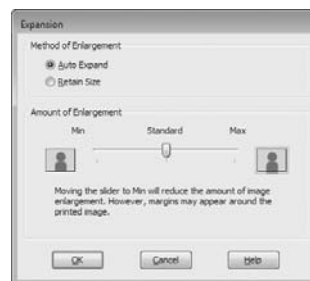 Expansion
Method of Enlargement
Auto Expand
Retain Size
Amount of Enlargement
Min Standard Max
Moving the slider to Min will reduce the amount of image
enlargement. However, margins may appear around the
printed image.
OK Cancel Help